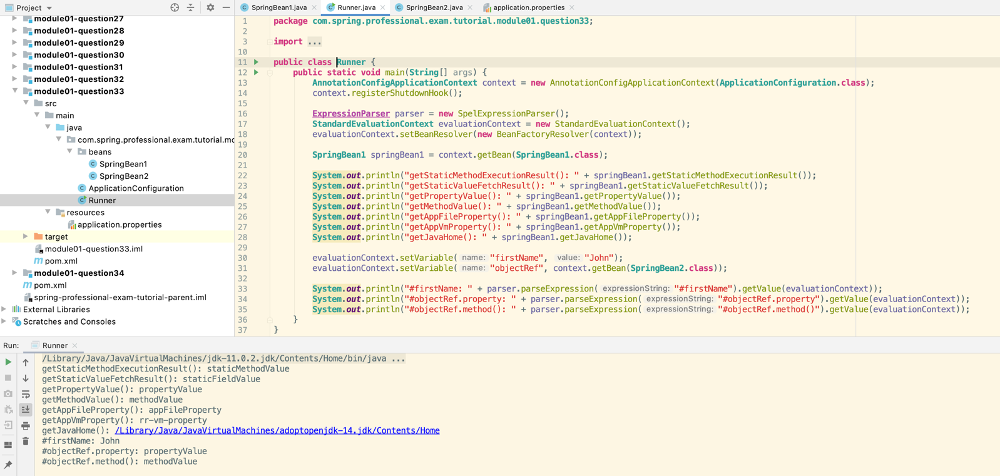 Project
module01-question27
module01-question28
module01-question29
module01-question30
module01-question31
module01-question32
module01-question33
src
main
java
com.spring.professional.exam.tutorial.mo
beans
SpringBean1
SpringBean2
ApplicationConfiguration
Runner
resources
application.properties
target
module01-question33.iml
pom.xml
module01-question34
pom.xml
spring-professional-exam-tutorial-parent.iml
External Libraries
Scratches and Consoles
SpringBean1.java Runner.java SpringBean2.java application.properties
1 package com.spring.professional.exam.tutorial.module01.question33;
2
3 import ...
10
11 public class Runner {
12 public static void main(String[] args) {
13 AnnotationConfigApplicationContext context = new AnnotationConfigApplicationContext(ApplicationConfiguration.class);
14 context.registerShutdownHook();
15
16 ExpressionParser parser = new SpelExpressionParser();
17 StandardEvaluationContext evaluationContext = new StandardEvaluationContext();
18 evaluationContext.setBeanResolver(new BeanFactoryResolver(context));
19
20 SpringBean1 springBean1 = context.getBean(SpringBean1.class);
21
22 System.out.println("getStaticMethodExecutionResult(): " + springBean1.getStaticMethodExecutionResult());
23 System.out.println("getStaticValueFetchResult(): " + springBean1.getStaticValueFetchResult());
24 System.out.println("getPropertyValue(): " + springBean1.getPropertyValue());
25 System.out.println("getMethodValue(): " + springBean1.getMethodValue());
26 System.out.println("getAppFileProperty(): " + springBean1.getAppFileProperty());
27 System.out.println("getAppVmProperty(): " + springBean1.getAppVmProperty());
28 System.out.println("getJavaHome(): " + springBean1.getJavaHome());
29
30 evaluationContext.setVariable( name: "firstName", value: "John");
31 evaluationContext.setVariable( name: "objectRef", context.getBean(SpringBean2.class));
32
33 System.out.println("#firstName: " + parser.parseExpression( expressionString: "#firstName").getValue(evaluationContext));
34 System.out.println("#objectRef.property: " + parser.parseExpression( expressionString: "#objectRef.property").getValue(evaluationContext));
35 System.out.println("#objectRef.method(): " + parser.parseExpression( expressionString: "#objectRef.method()").getValue(evaluationContext));
36 }
37 }
Run: Runner
/Library/Java/JavaVirtualMachines/jdk-11.0.2.jdk/Contents/Home/bin/java ...
getStaticMethodExecutionResult(): staticMethodValue
getStaticValueFetchResult(): staticFieldValue
getPropertyValue(): propertyValue
getMethodValue(): methodValue
getAppFileProperty(): appFileProperty
getAppVmProperty(): rr-vm-property
getJavaHome(): /Library/Java/JavaVirtualMachines/adoptopenjdk-14.jdk/Contents/Home
#firstName: John
#objectRef.property: propertyValue
#objectRef.method(): methodValue